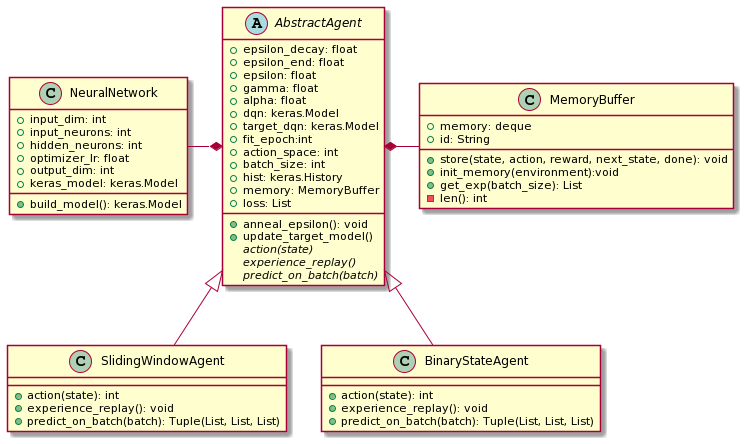 A AbstractAgent
epsilon_decay: float
epsilon_end: float
epsilon: float
gamma: float
alpha: float
dqn: keras.Model
target_dqn: keras.Model
fit_epoch:int
action_space: int
batch_size: int
hist: keras.History
memory: MemoryBuffer
loss: List
anneal_epsilon(): void
update_target_model()
action(state)
experience_replay()
predict_on_batch(batch)
C NeuralNetwork
input_dim: int
input_neurons: int
hidden_neurons: int
optimizer_lr: float
output_dim: int
keras_model: keras.Model
build_model(): keras.Model
C MemoryBuffer
memory: deque
id: String
store(state, action, reward, next_state, done): void
init_memory(environment):void
get_exp(batch_size): List
len(): int
C SlidingWindowAgent
action(state): int
experience_replay(): void
predict_on_batch(batch): Tuple(List, List, List)
C BinaryStateAgent
action(state): int
experience_replay(): void
predict_on_batch(batch): Tuple(List, List, List)